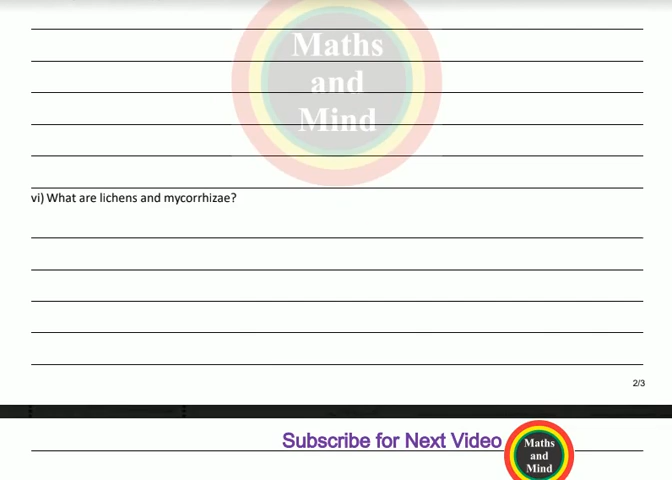 Maths
and
Mind
vi) What are lichens and mycorrhizae?
2/3
Subscribe for Next Video
Maths
and
Mind